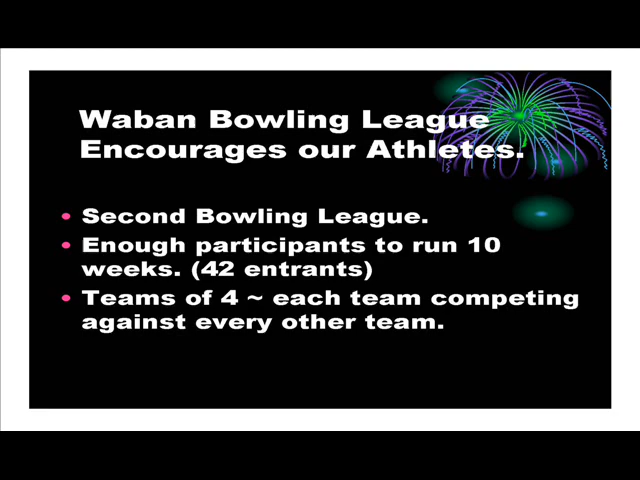 Waban Bowling League
Encourages our Athletes.
• Second Bowling League.
• Enough participants to run 10
weeks. (42 entrants)
• Teams of 4 ~ each team competing
against every other team.